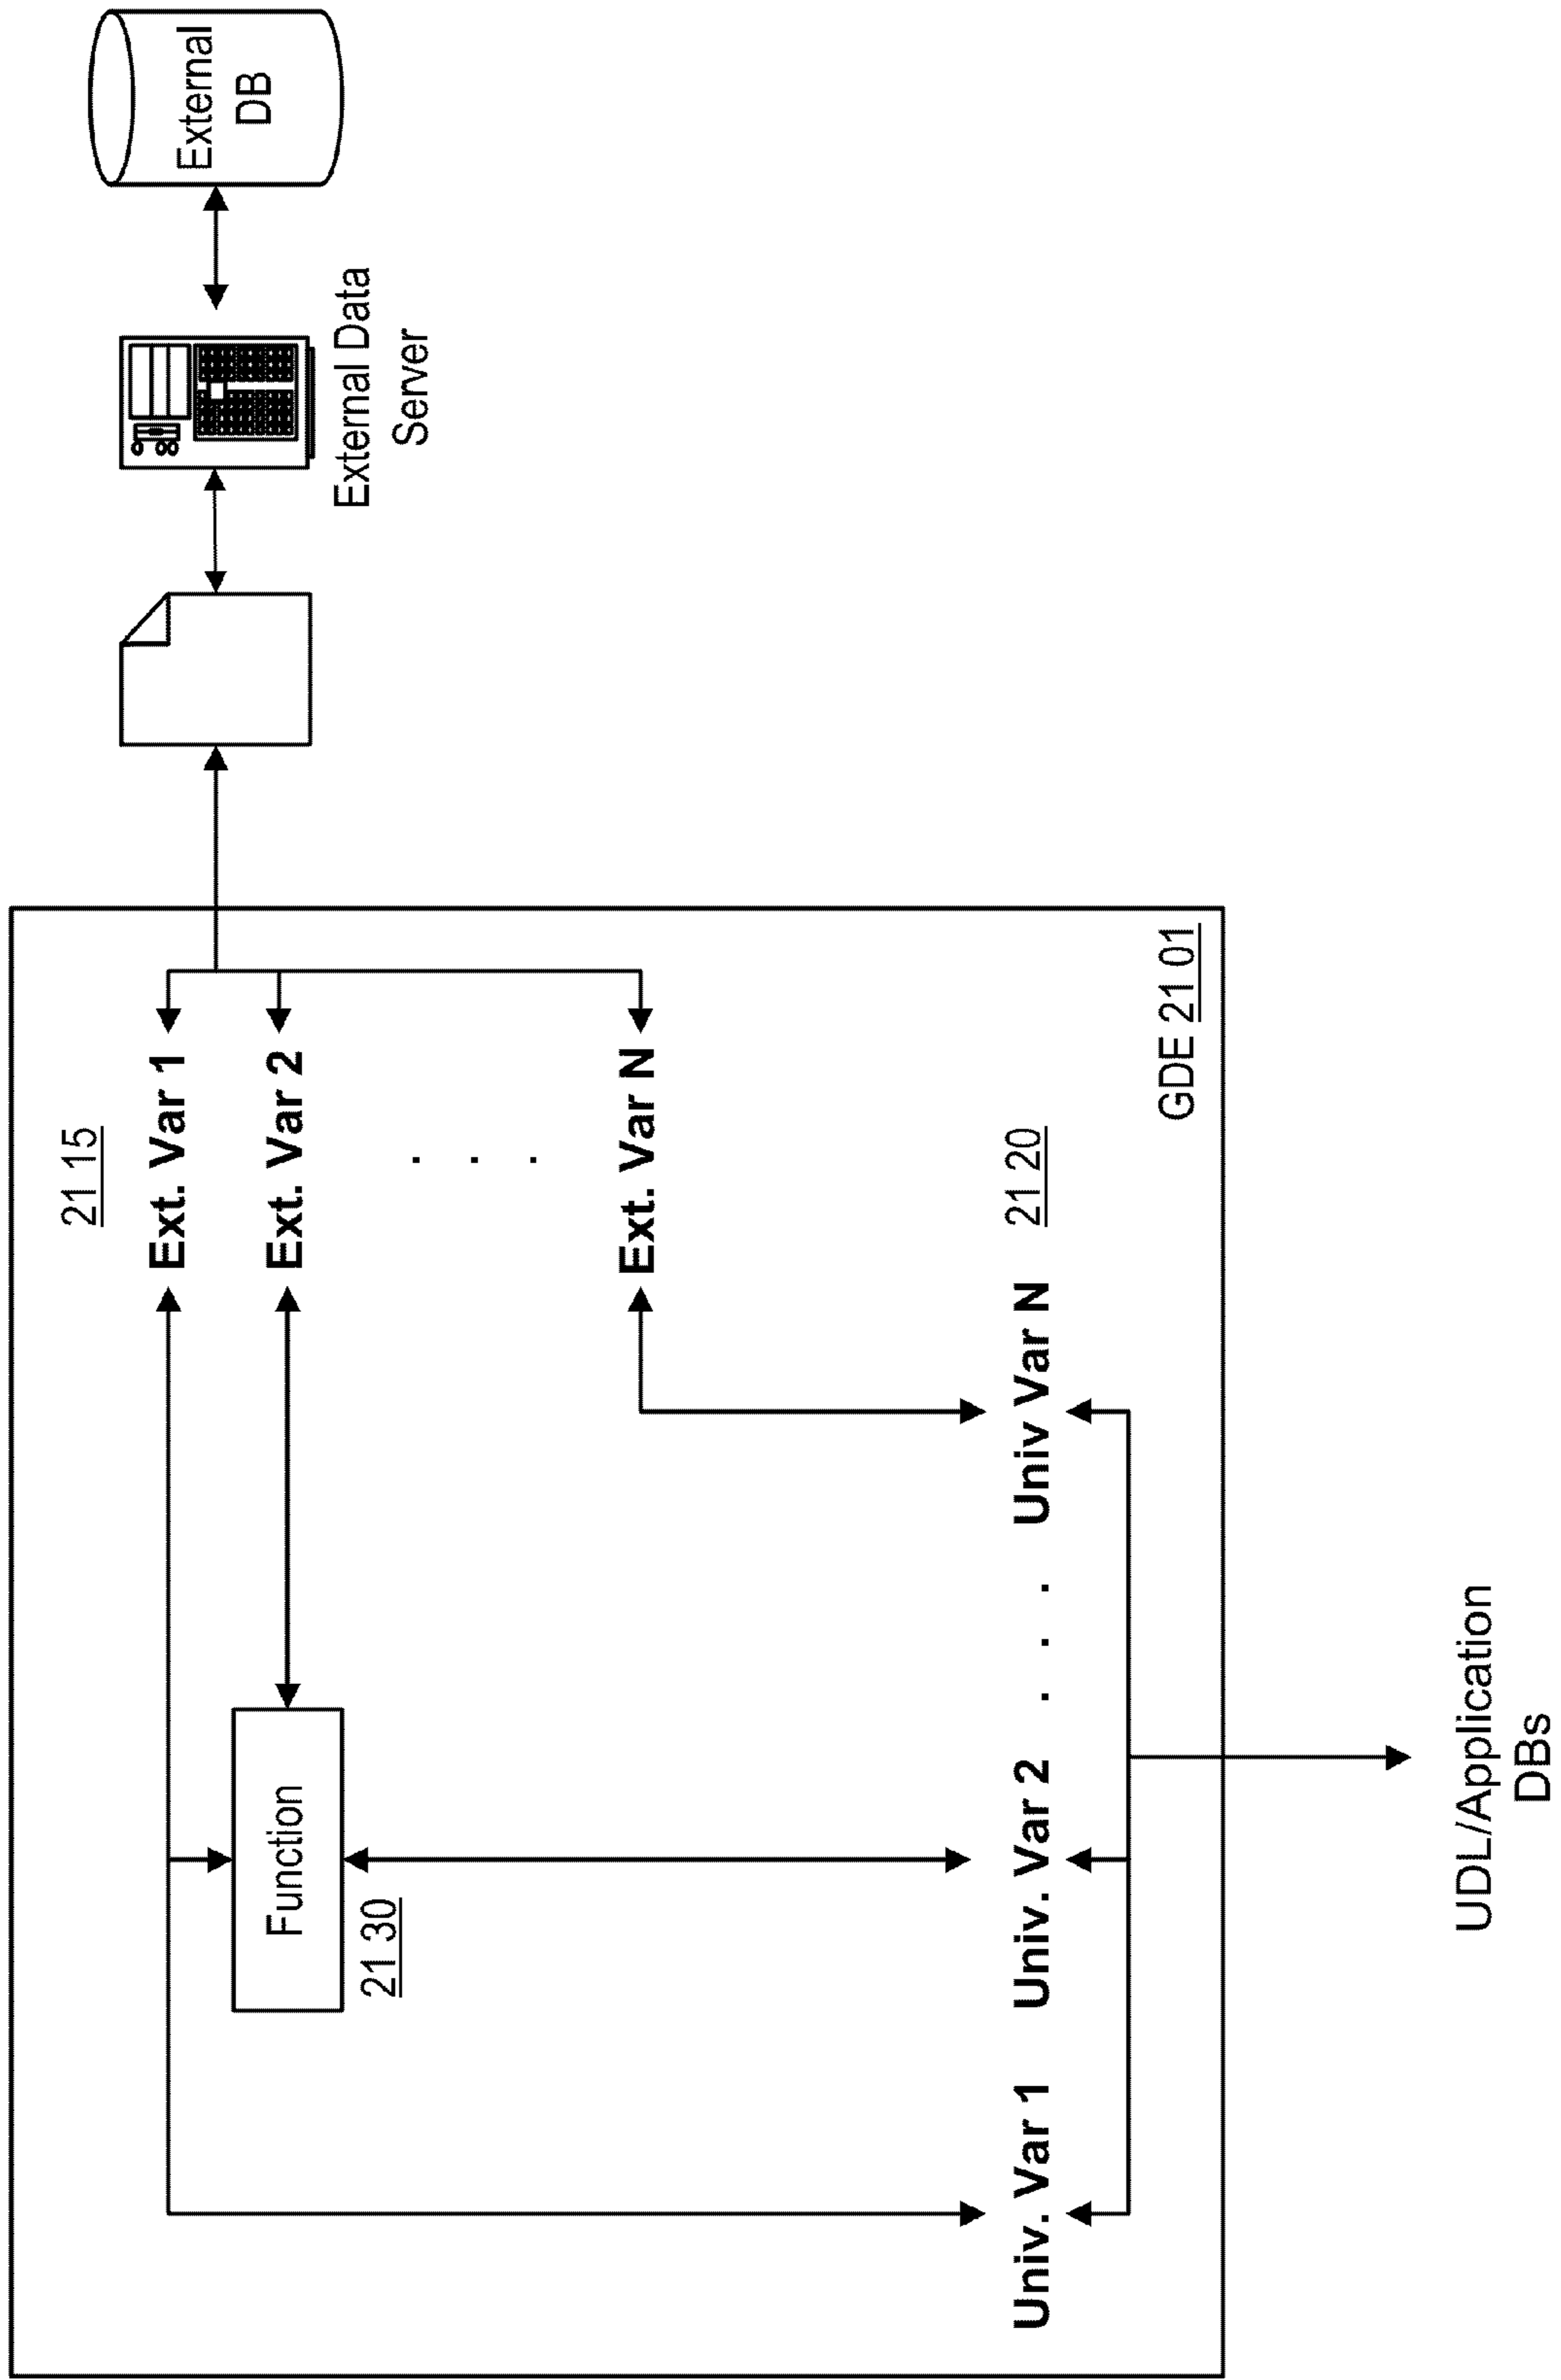 External
DB
External Data
Server
21 15
Ext. Var 1
Ext. Var 2
. . .
Ext. Var N
Function
21 30
Univ. Var 1
Univ. Var 2
. . .
Univ Var N
21 20
GDE 21 01
UDL/Application
DBs